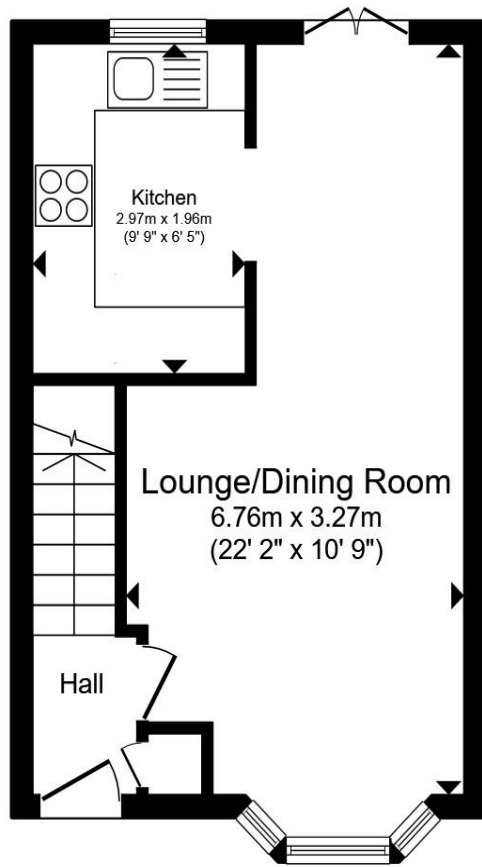 Kitchen
2.97m x 1.96m
(9' 9" x 6' 5")
Lounge/Dining Room
6.76m x 3.27m
(22' 2" x 10' 9")
Hall